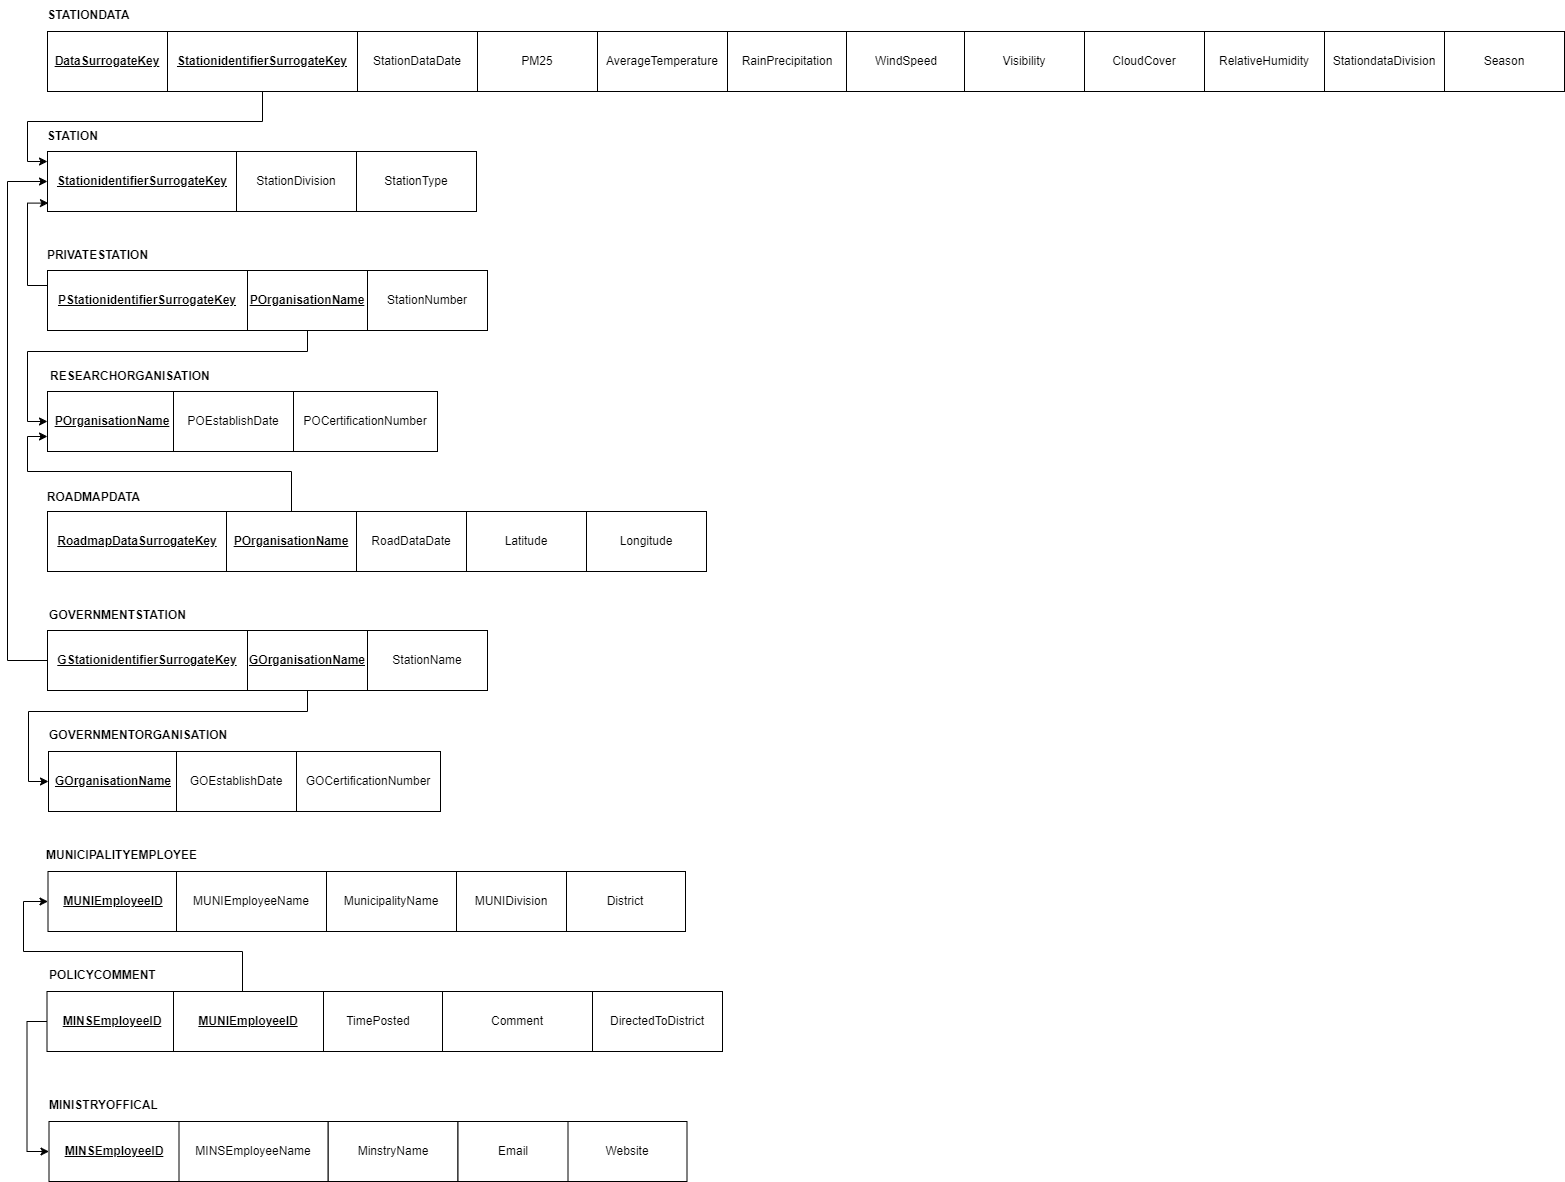 STATIONDATA
DataSurrogateKey StationidentifierSurrogateKey StationDataDate PM25 AverageTemperature RainPrecipitation WindSpeed Visibility CloudCover RelativeHumidity StationdataDivision Season
STATION
StationidentifierSurrogateKey StationDivision StationType
PRIVATESTATION
PStationidentifierSurrogateKey POrganisationName StationNumber
RESEARCHORGANISATION
POrganisationName POEstablishDate POCertificationNumber
ROADMAPDATA
RoadmapDataSurrogateKey POrganisationName RoadDataDate Latitude Longitude
GOVERNMENTSTATION
GStationidentifierSurrogateKey GOrganisationName StationName
GOVERNMENTORGANISATION
GOrganisationName GOEstablishDate GOCertificationNumber
MUNICIPALITYEMPLOYEE
MUNIEmployeeID MUNIEmployeeName MunicipalityName MUNIDivision District
POLICYCOMMENT
MINSEmployeeID MUNIEmployeeID TimePosted Comment DirectedToDistrict
MINISTRYOFFICAL
MINSEmployeeID MINSEmployeeName MinstryName Email Website